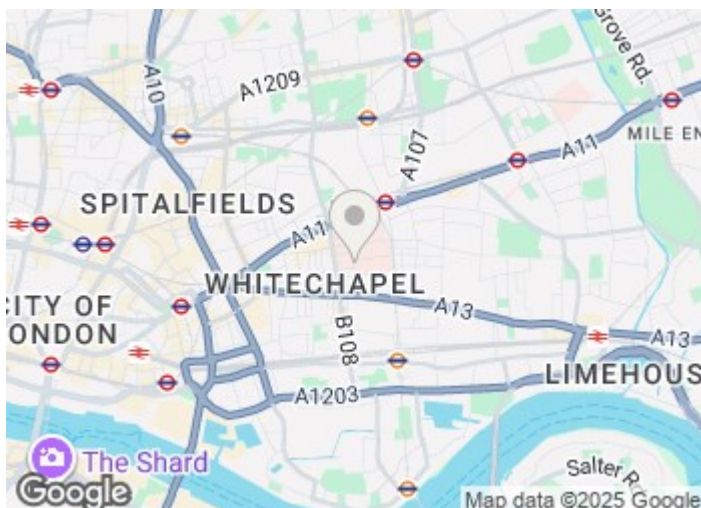 Grove Rd.
A10
A1209
A107
A11
MILE EN
SPITALFIELDS
A11
WHITECHAPEL
CITY OF
ONDON
A13
B108
A13
LIMEHOUS
A1203
The Shard
Salter Ro
Google
Map data ©2025 Google